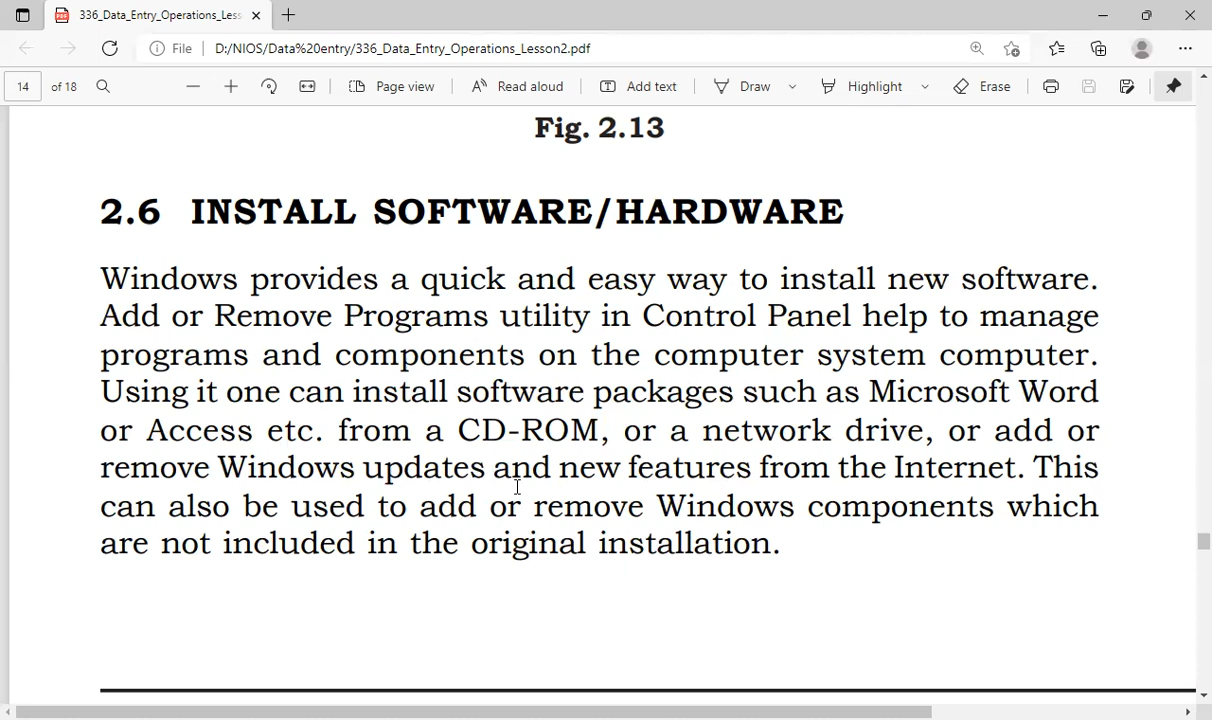 336_Data_Entry_Operations_Less
File
D:/NIOS/Data%20entry/336_Data_Entry_Operations_Lesson2.pdf
14 of 18
Page view
Read aloud
Add text
Draw
Highlight
Erase
Fig. 2.13
2.6 INSTALL SOFTWARE/HARDWARE
Windows provides a quick and easy way to install new software.
Add or Remove Programs utility in Control Panel help to manage
programs and components on the computer system computer.
Using it one can install software packages such as Microsoft Word
or Access etc. from a CD-ROM, or a network drive, or add or
remove Windows updates and new features from the Internet. This
can also be used to add or remove Windows components which
are not included in the original installation.